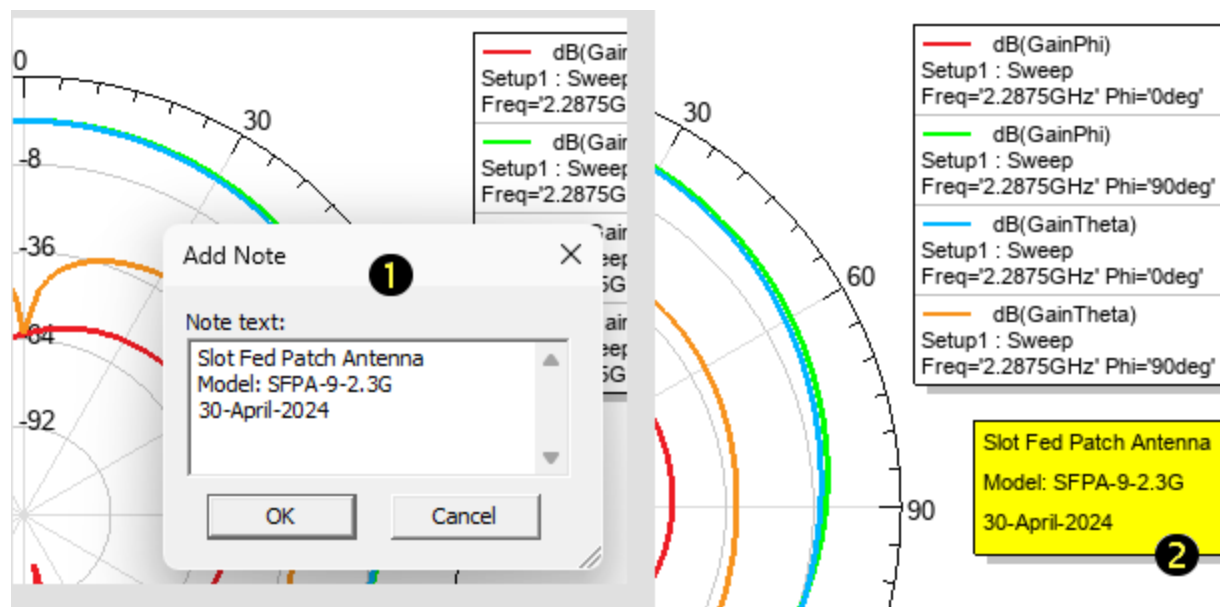 0
30
-8
-36
-64
-92
dB(Gain
Setup1 : Sweep
Freq='2.2875G
dB(Gain
Setup1 : Sweep
Freq='2.2875G
Add Note
1
Note text:
Slot Fed Patch Antenna
Model: SFPA-9-2.3G
30-April-2024
OK
Cancel
30
60
90
dB(GainPhi)
Setup1 : Sweep
Freq='2.2875GHz' Phi='0deg'
dB(GainPhi)
Setup1 : Sweep
Freq='2.2875GHz' Phi='90deg'
dB(GainTheta)
Setup1 : Sweep
Freq='2.2875GHz' Phi='0deg'
dB(GainTheta)
Setup1 : Sweep
Freq='2.2875GHz' Phi='90deg'
Slot Fed Patch Antenna
Model: SFPA-9-2.3G
30-April-2024
2